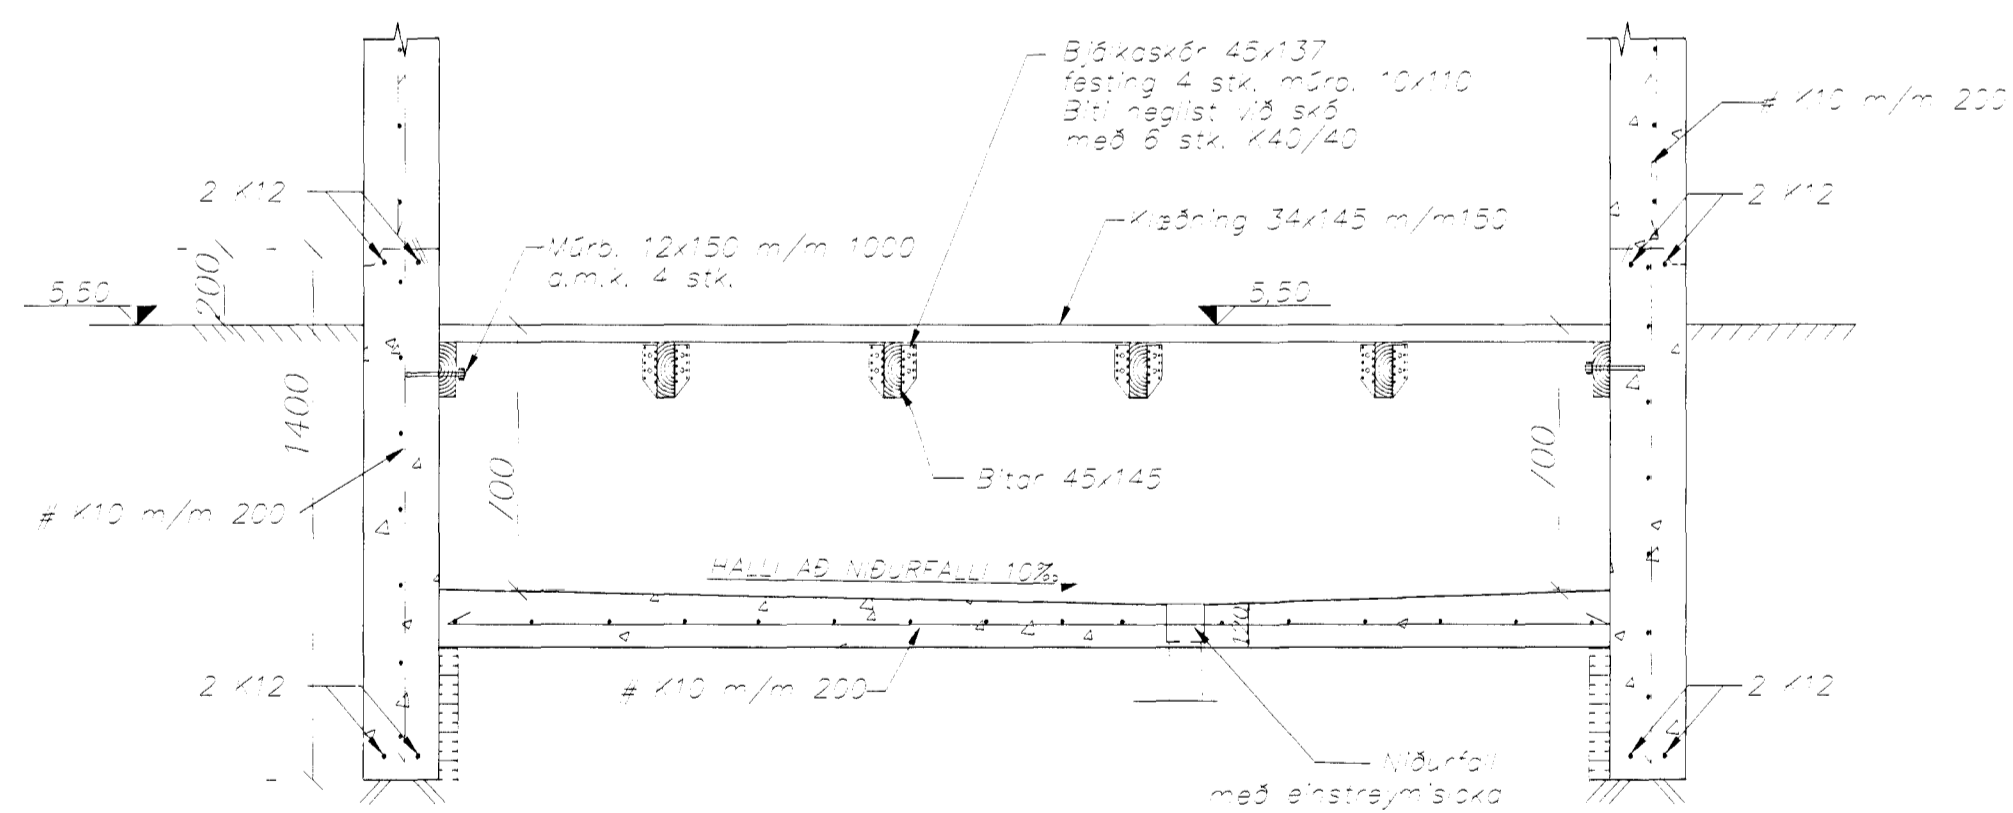 Bjálkaskór 45x137
festing 4 stk. múrb. 10x110
Biti neglist við skó
með 6 stk. K40/40
# K10 m/m 200
2 K12
2 K12
Klæðning 34x145 m/m150
Múrb. 12x150 m/m 1000
a.m.k. 4 stk.
200
5,50
5,50
1400
700
700
Bitar 45x145
# K10 m/m 200
HALLI AÐ NIÐURFALLI 10‰
120
2 K12
# K10 m/m 200
2 K12
Niðurfall
með einstreymisloka